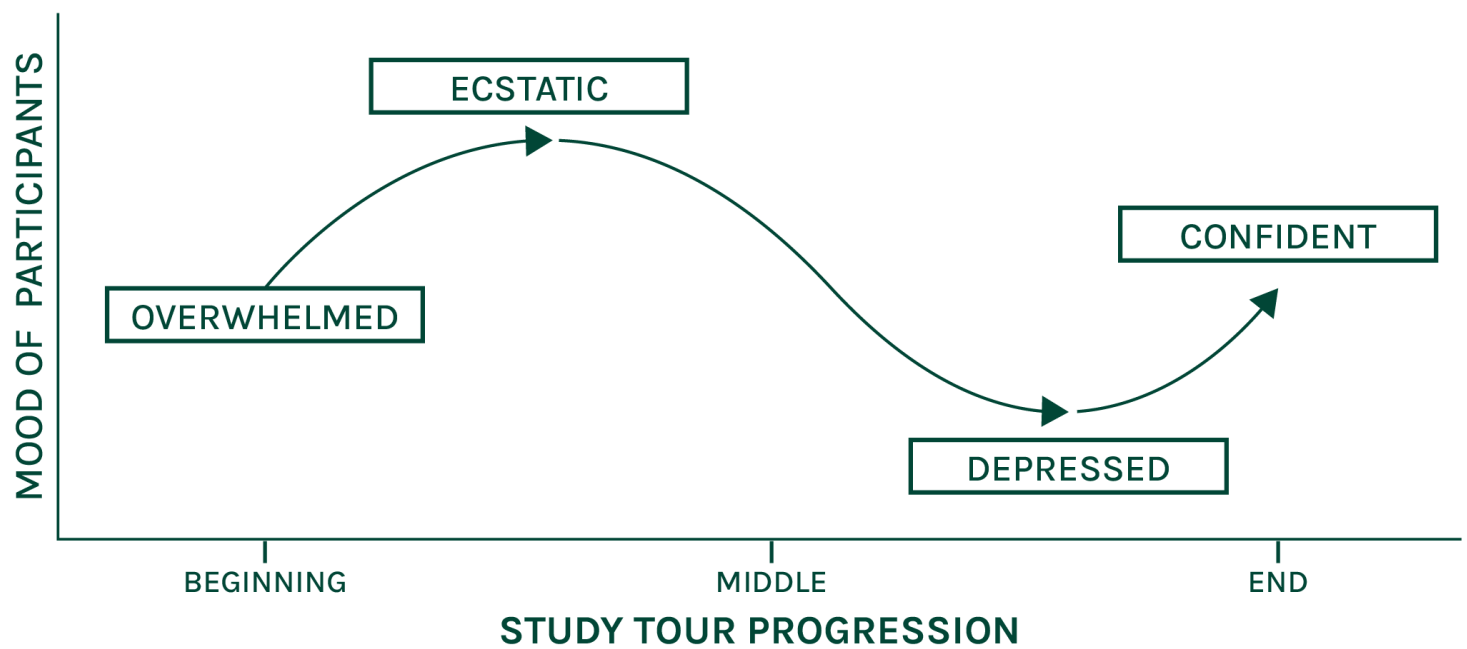 MOOD OF PARTICIPANTS
ECSTATIC
CONFIDENT
OVERWHELMED
DEPRESSED
BEGINNING
MIDDLE
END
STUDY TOUR PROGRESSION